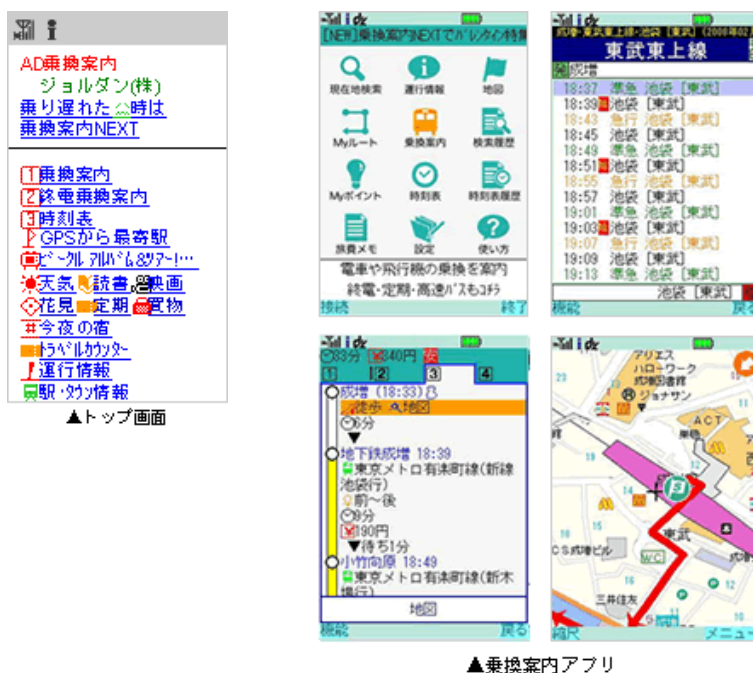 AD乗換案内
ジョルダン(株)
乗り遅れた 時は
乗換案内NEXT
1乗換案内
2終電乗換案内
3時刻表
GPSから最寄駅
ビークル アルバム&ツアー!…
天気 読書 映画
花見 定期 買物
今夜の宿
トラベルカウンター
運行情報
駅・タウン情報
▲トップ画面
[NEW]乗換案内NEXTでバレンタイン特集
現在地検索 運行情報 地図
Myルート 乗換案内 検索履歴
Myポイント 時刻表 時刻表履歴
旅費メモ 設定 使い方
電車や飛行機の乗換を案内
終電・定期・高速バスもコチラ
接続 終了
東武東上線
成増
18:37 準急 池袋 [東武]
18:39 池袋 [東武]
18:43 急行 池袋 [東武]
18:45 池袋 [東武]
18:49 準急 池袋 [東武]
18:51 池袋 [東武]
18:55 急行 池袋 [東武]
18:57 池袋 [東武]
19:01 準急 池袋 [東武]
19:03 池袋 [東武]
19:07 急行 池袋 [東武]
19:09 池袋 [東武]
19:13 準急 池袋 [東武]
池袋 [東武]
機能 戻る
33分 ¥340円 安
1 2 3 4
成増 (18:33)
徒歩 地図
6分
▼
地下鉄成増 18:39
東京メトロ有楽町線(新線
池袋行)
前～後
9分
¥190円
▼待ち1分
小竹向原 18:49
東京メトロ有楽町線(新木
場行)
地図
機能 戻る
アリエス
ハローワーク
成増図書館
ジョナサン
ACT
東武
CS成増ビル
WC
三井住友
縮尺 メニュー
▲乗換案内アプリ